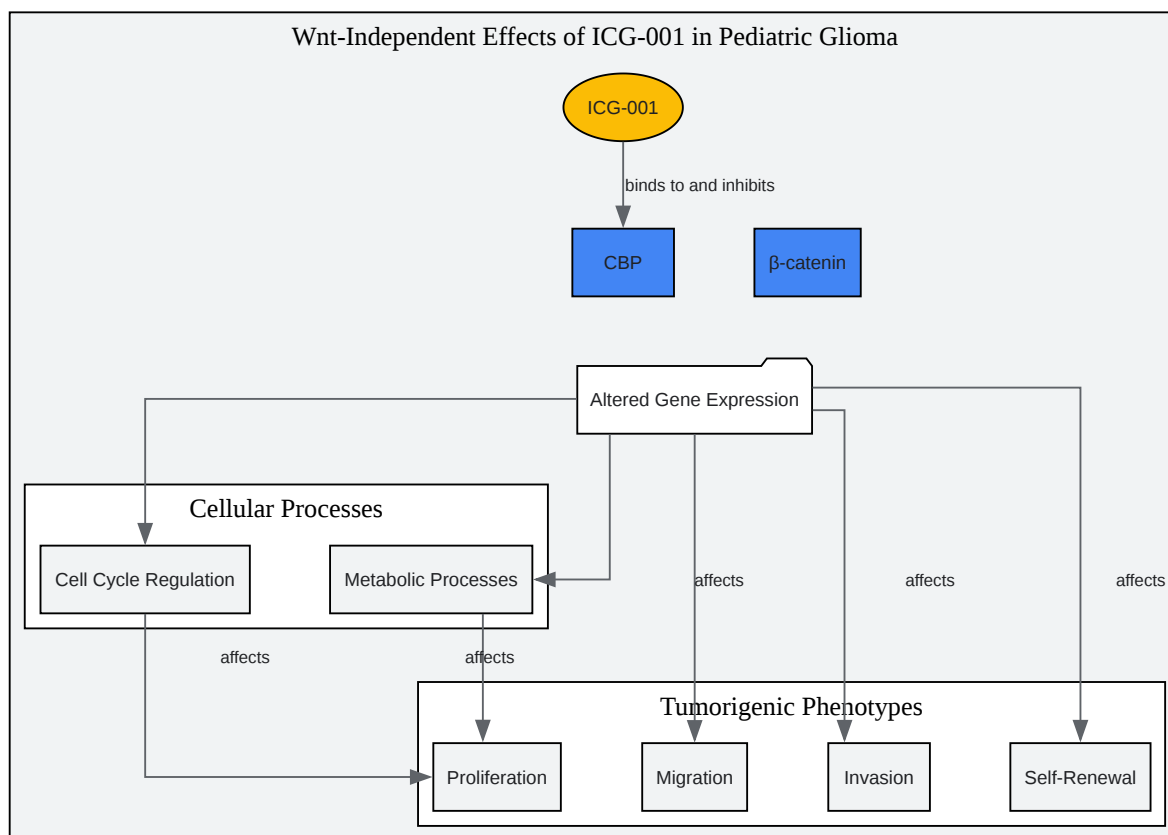 Wnt-Independent Effects of ICG-001 in Pediatric Glioma
ICG-001
binds to and inhibits
CBP
β-catenin
Altered Gene Expression
Cellular Processes
Cell Cycle Regulation
Metabolic Processes
affects
affects
affects
affects
affects
Tumorigenic Phenotypes
Proliferation
Migration
Invasion
Self-Renewal